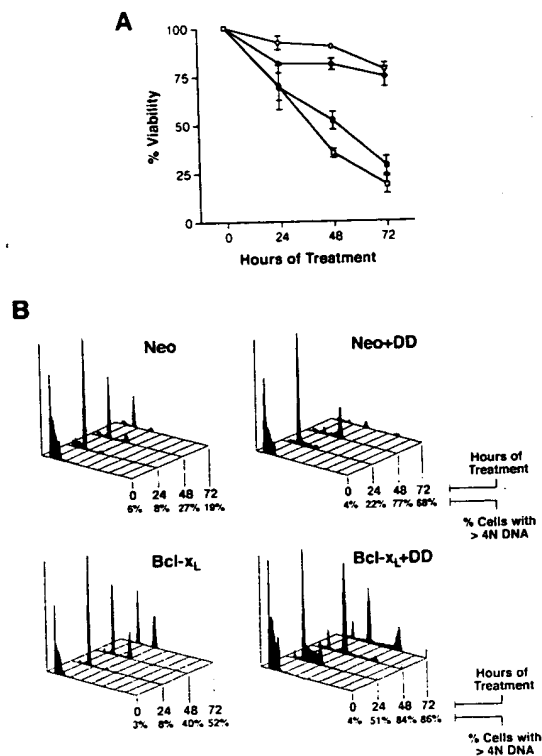 A
100
75
50
25
0
% Viability
0 24 48 72
Hours of Treatment
B
Neo
0 24 48 72
6% 8% 27% 19%
Neo+DD
0 24 48 72
4% 22% 77% 68%
Hours of
Treatment
% Cells with
> 4N DNA
Bcl-xL
0 24 48 72
3% 8% 40% 52%
Bcl-xL+DD
0 24 48 72
4% 51% 84% 86%
Hours of
Treatment
% Cells with
> 4N DNA